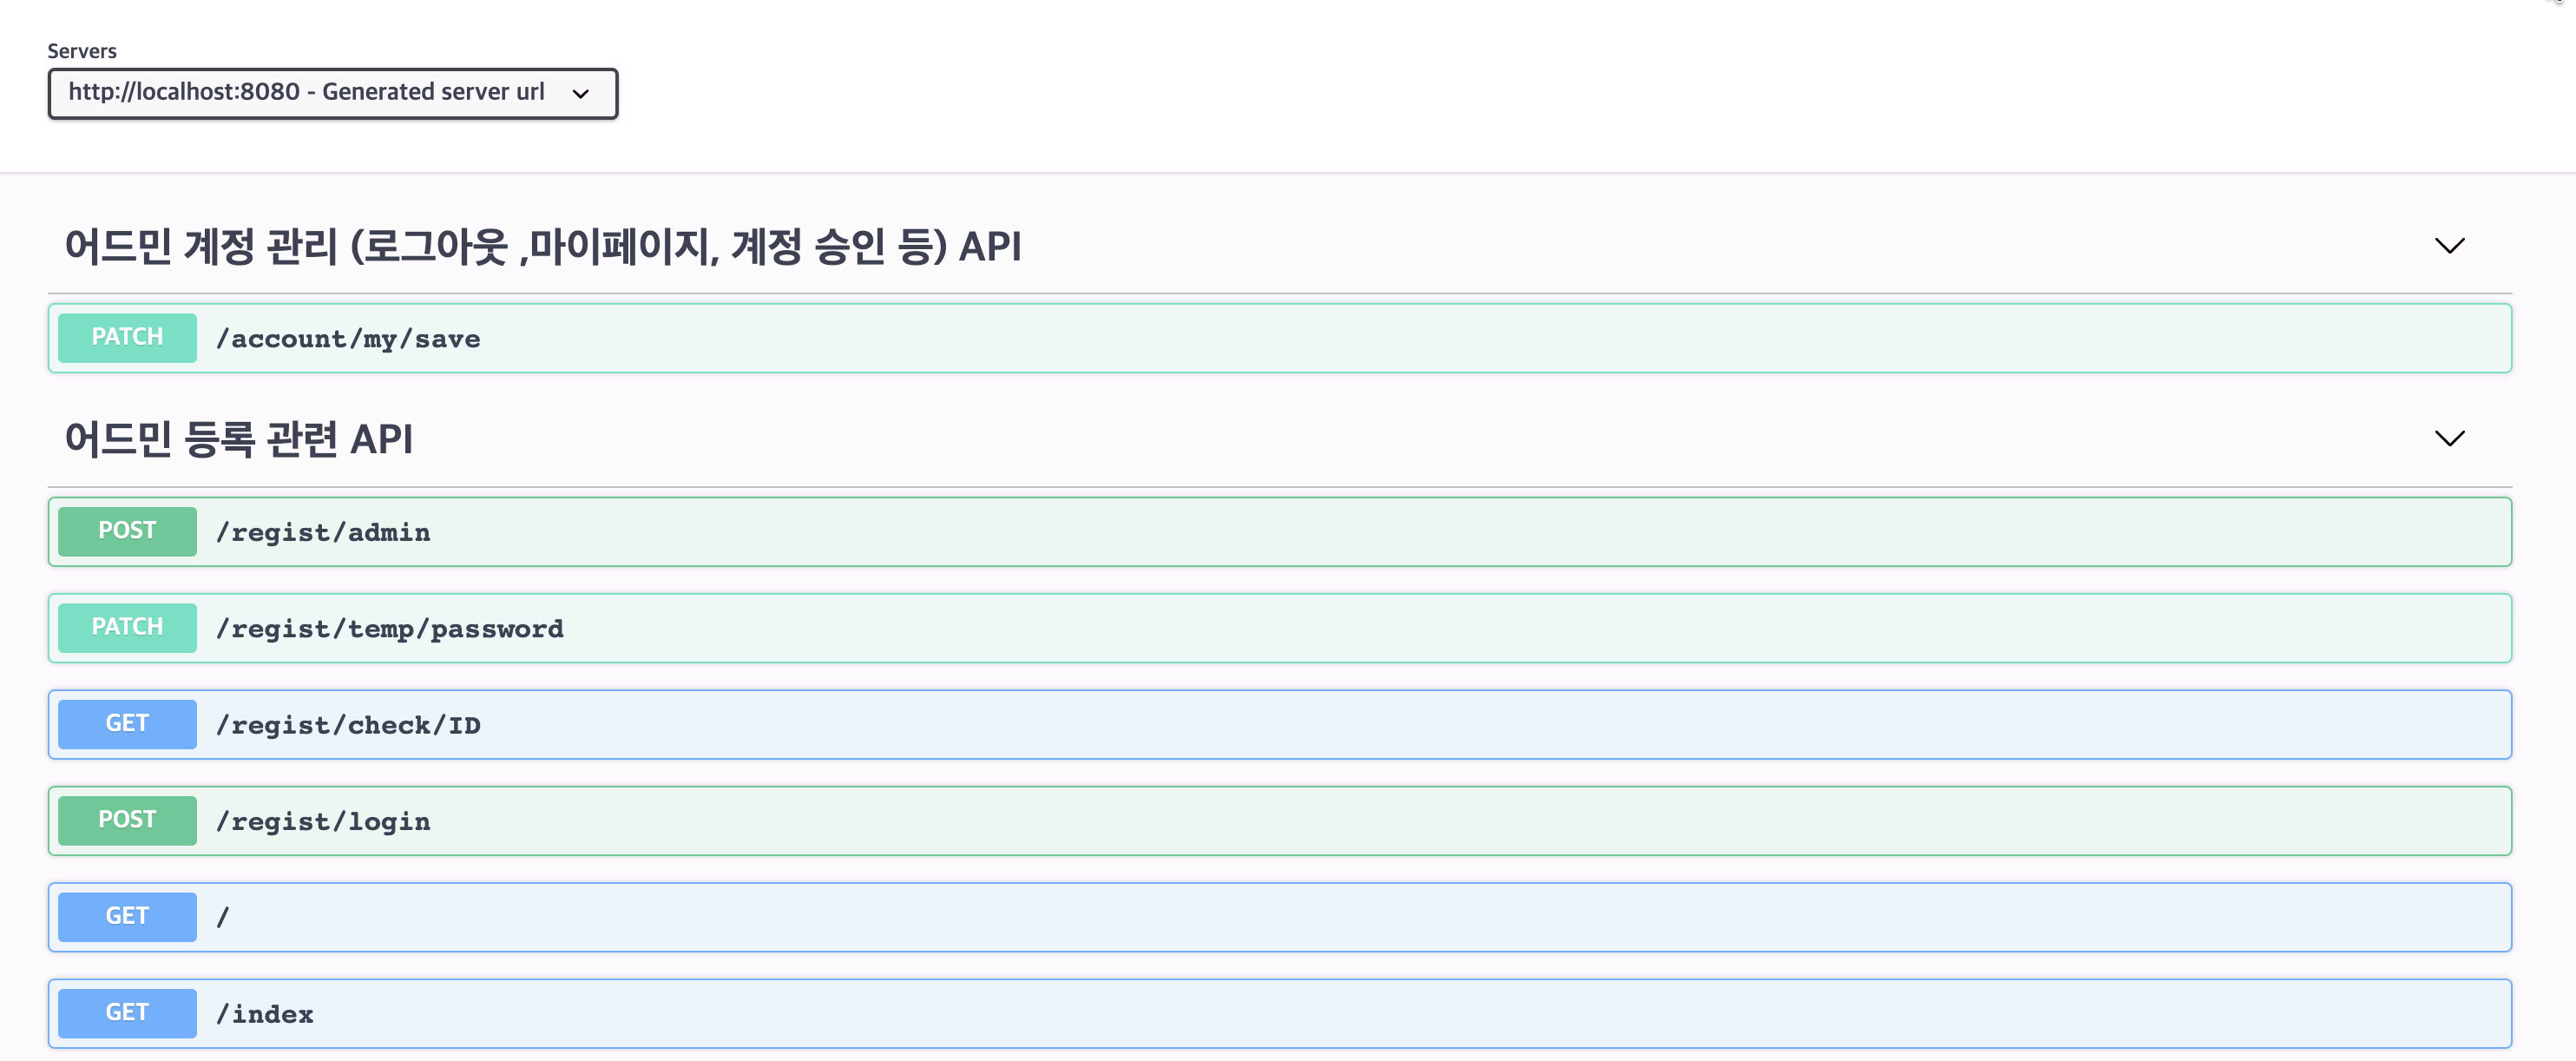 Servers
http://localhost:8080 - Generated server url
어드민 계정 관리 (로그아웃 ,마이페이지, 계정 승인 등) API
PATCH /account/my/save
어드민 등록 관련 API
POST /regist/admin
PATCH /regist/temp/password
GET /regist/check/ID
POST /regist/login
GET /
GET /index